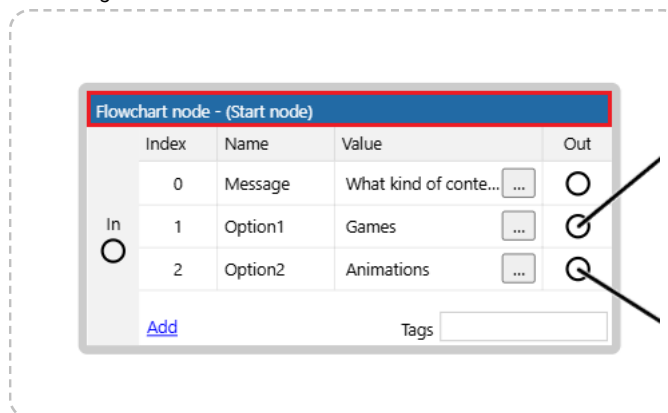 Flowchart node - (Start node)
Index Name Value Out
0 Message What kind of conte... ...
In
1 Option1 Games ...
2 Option2 Animations ...
Add Tags